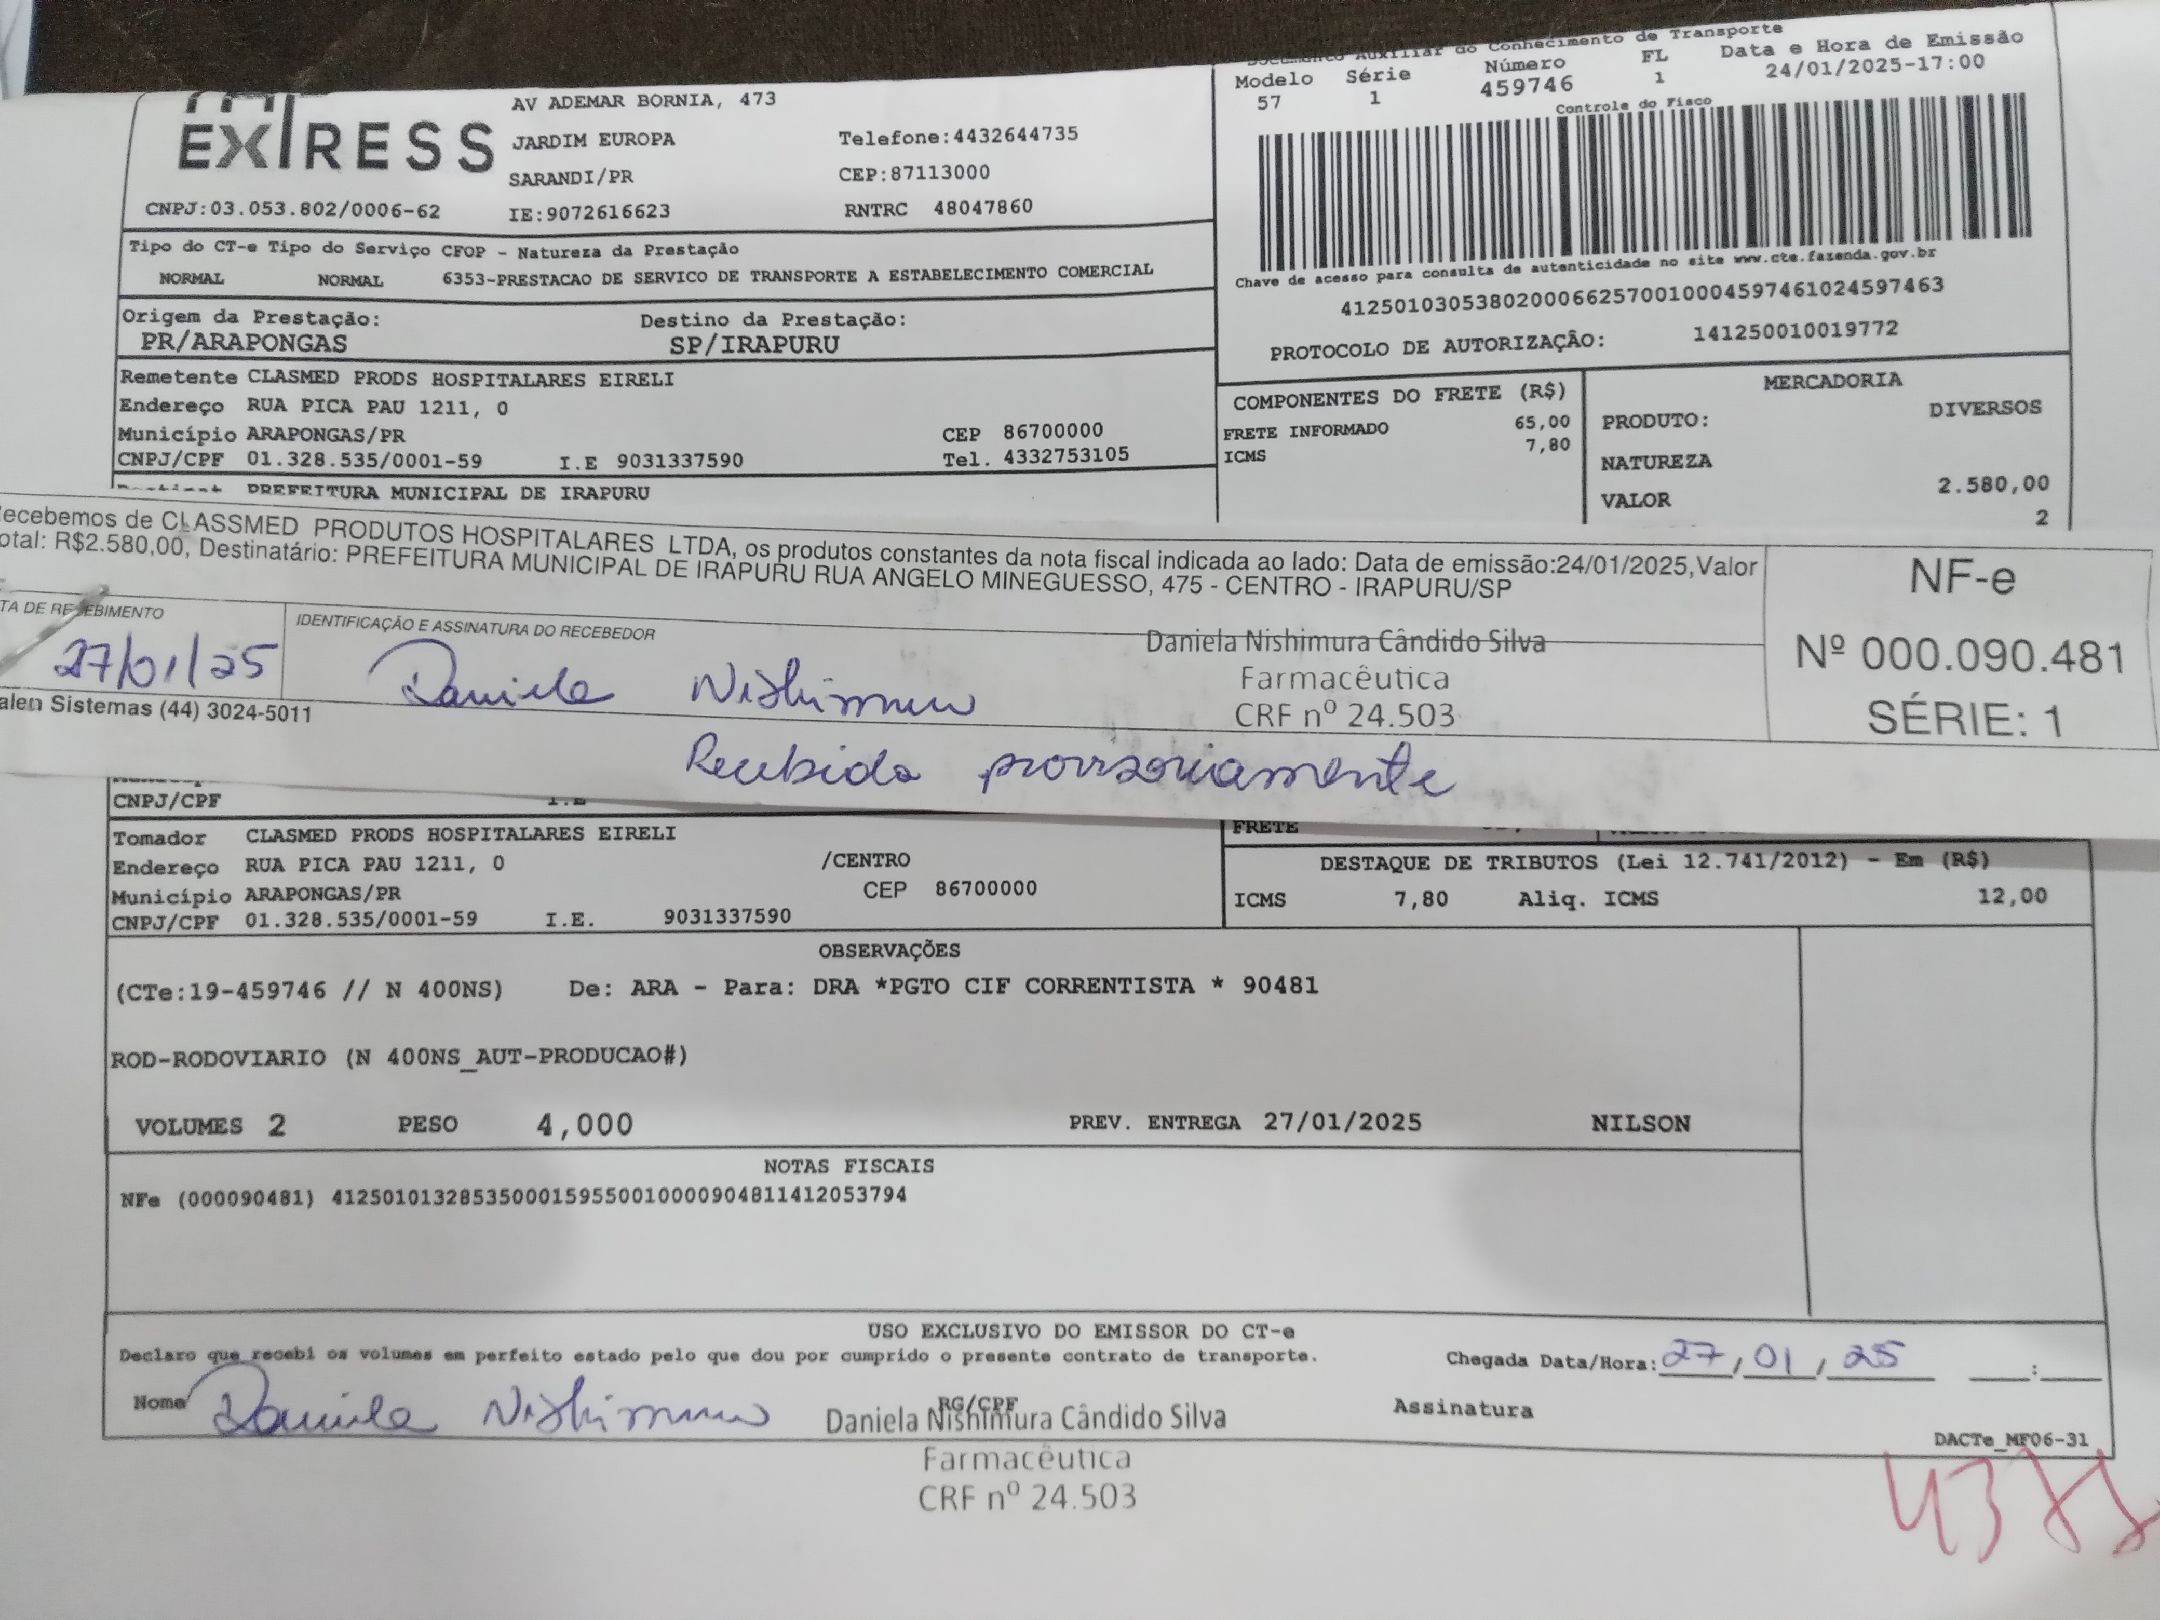 EXPRESS
AV ADEMAR BORNIA, 473
JARDIM EUROPA
Telefone:4432644735
SARANDI/PR
CEP:87113000
CNPJ:03.053.802/0006-62
IE:9072616623
RNTRC 48047860
Auxiliar do Conhecimento de Transporte
Modelo Série Número FL Data e Hora de Emissão
57 1 459746 1 24/01/2025-17:00
Controle do Fisco
Chave de acesso para consulta de autenticidade no site www.cte.fazenda.gov.br
41250103053802000662570010004597461024597463
PROTOCOLO DE AUTORIZAÇÃO: 141250010019772
Tipo do CT-e Tipo do Serviço CFOP - Natureza da Prestação
NORMAL NORMAL 6353-PRESTACAO DE SERVICO DE TRANSPORTE A ESTABELECIMENTO COMERCIAL
Origem da Prestação: Destino da Prestação:
PR/ARAPONGAS SP/IRAPURU
Remetente CLASMED PRODS HOSPITALARES EIRELI
Endereço RUA PICA PAU 1211, 0
Município ARAPONGAS/PR CEP 86700000
CNPJ/CPF 01.328.535/0001-59 I.E 9031337590 Tel. 4332753105
PREFEITURA MUNICIPAL DE IRAPURU
COMPONENTES DO FRETE (R$)
FRETE INFORMADO 65,00
ICMS 7,80
MERCADORIA
PRODUTO: DIVERSOS
NATUREZA
VALOR 2.580,00
2
ecebemos de CLASSMED PRODUTOS HOSPITALARES LTDA, os produtos constantes da nota fiscal indicada ao lado: Data de emissão:24/01/2025,Valor
otal: R$2.580,00, Destinatário: PREFEITURA MUNICIPAL DE IRAPURU RUA ANGELO MINEGUESSO, 475 - CENTRO - IRAPURU/SP
TA DE RECEBIMENTO
27/01/25
IDENTIFICAÇÃO E ASSINATURA DO RECEBEDOR
Daniela Nishimura
Daniela Nishimura Cândido Silva
Farmacêutica
CRF nº 24.503
NF-e
Nº 000.090.481
SÉRIE: 1
alen Sistemas (44) 3024-5011
Recebido provisoriamente
CNPJ/CPF I.E
FRETE
Tomador CLASMED PRODS HOSPITALARES EIRELI
Endereço RUA PICA PAU 1211, 0 /CENTRO
Município ARAPONGAS/PR CEP 86700000
CNPJ/CPF 01.328.535/0001-59 I.E. 9031337590
DESTAQUE DE TRIBUTOS (Lei 12.741/2012) - Em (R$)
ICMS 7,80 Aliq. ICMS 12,00
OBSERVAÇÕES
(CTe:19-459746 // N 400NS) De: ARA - Para: DRA *PGTO CIF CORRENTISTA * 90481
ROD-RODOVIARIO (N 400NS_AUT-PRODUCAO#)
VOLUMES 2 PESO 4,000 PREV. ENTREGA 27/01/2025 NILSON
NOTAS FISCAIS
NFe (000090481) 41250101328535000159550010000904811412053794
USO EXCLUSIVO DO EMISSOR DO CT-e
Declaro que recebi os volumes em perfeito estado pelo que dou por cumprido o presente contrato de transporte.
Chegada Data/Hora: 27/01/25 :
Nome Daniela Nishimura RG/CPF
Assinatura
Daniela Nishimura Cândido Silva
Farmacêutica
CRF nº 24.503
DACTe_MF06-31